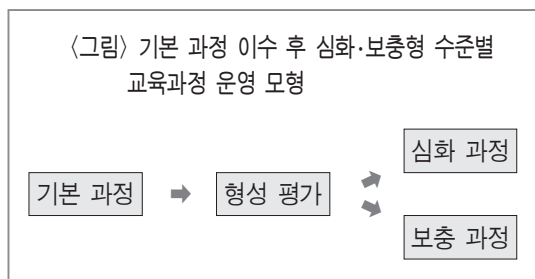 〈그림〉 기본 과정 이수 후 심화·보충형 수준별
교육과정 운영 모형
기본 과정
형성 평가
심화 과정
보충 과정